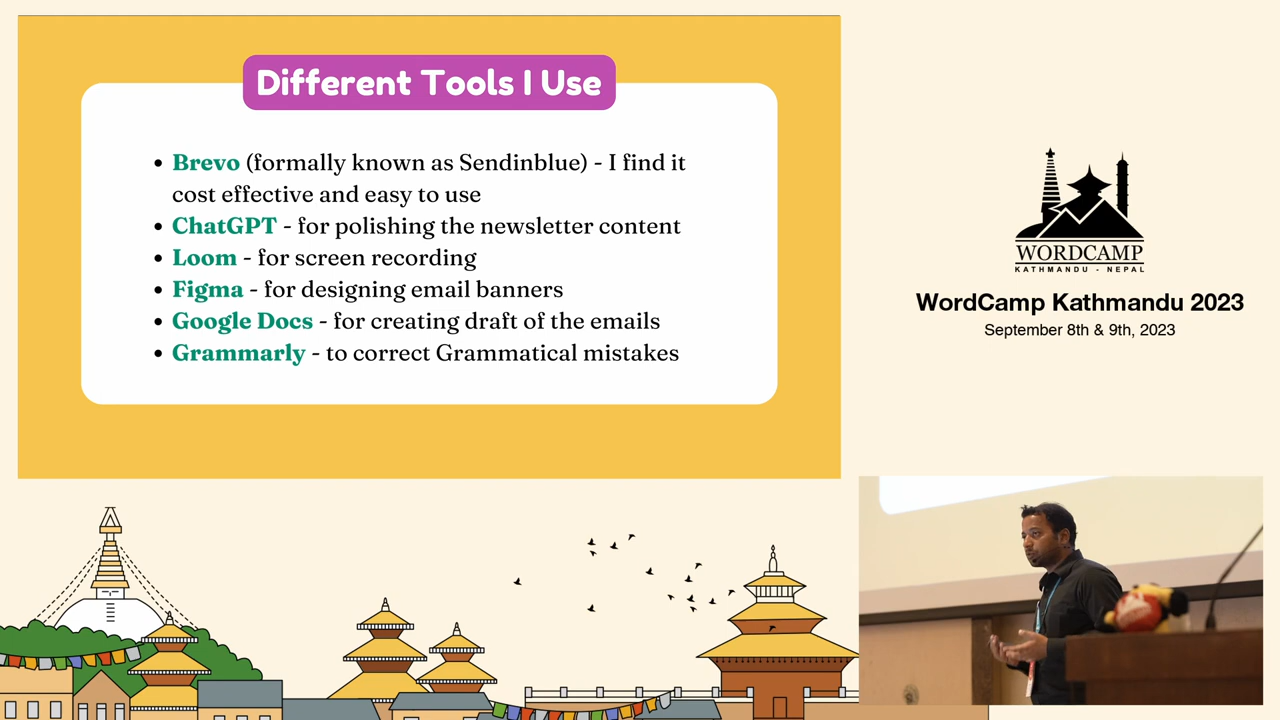 Different Tools I Use
Brevo (formally known as Sendinblue) - I find it
cost effective and easy to use
ChatGPT - for polishing the newsletter content
Loom - for screen recording
Figma - for designing email banners
Google Docs - for creating draft of the emails
Grammarly - to correct Grammatical mistakes
WORDCAMP
KATHMANDU - NEPAL
WordCamp Kathmandu 2023
September 8th & 9th, 2023